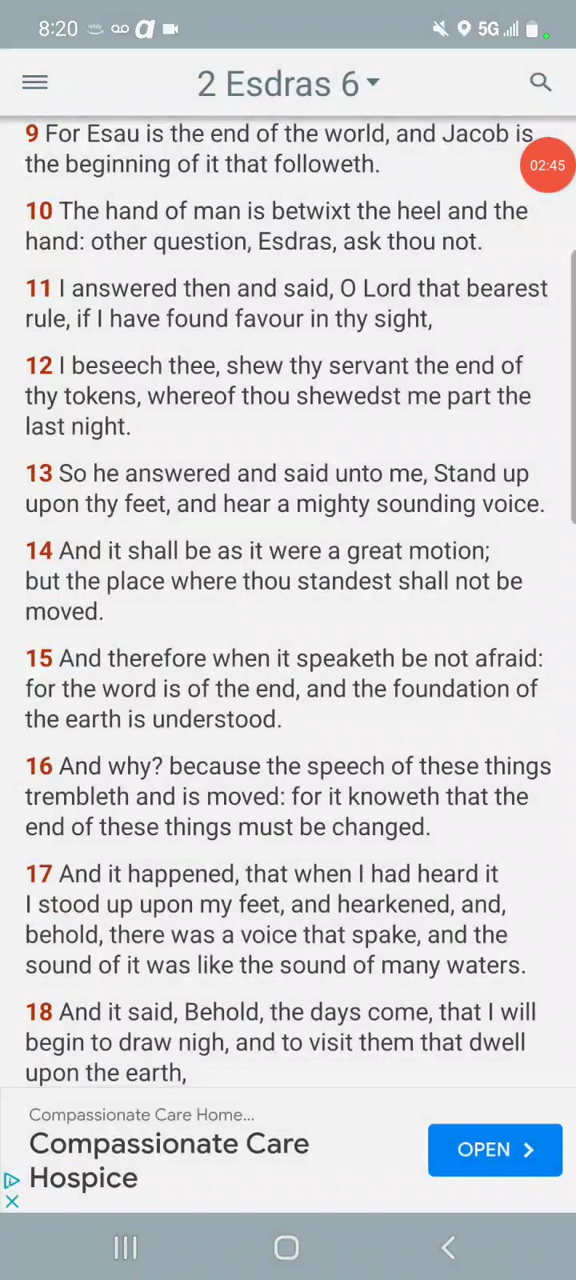 8:20
5G
2 Esdras 6
9 For Esau is the end of the world, and Jacob is
the beginning of it that followeth.
02:45
10 The hand of man is betwixt the heel and the
hand: other question, Esdras, ask thou not.
11 I answered then and said, O Lord that bearest
rule, if I have found favour in thy sight,
12 I beseech thee, shew thy servant the end of
thy tokens, whereof thou shewedst me part the
last night.
13 So he answered and said unto me, Stand up
upon thy feet, and hear a mighty sounding voice.
14 And it shall be as it were a great motion;
but the place where thou standest shall not be
moved.
15 And therefore when it speaketh be not afraid:
for the word is of the end, and the foundation of
the earth is understood.
16 And why? because the speech of these things
trembleth and is moved: for it knoweth that the
end of these things must be changed.
17 And it happened, that when I had heard it
I stood up upon my feet, and hearkened, and,
behold, there was a voice that spake, and the
sound of it was like the sound of many waters.
18 And it said, Behold, the days come, that I will
begin to draw nigh, and to visit them that dwell
upon the earth,
Compassionate Care Home...
Compassionate Care
Hospice
OPEN